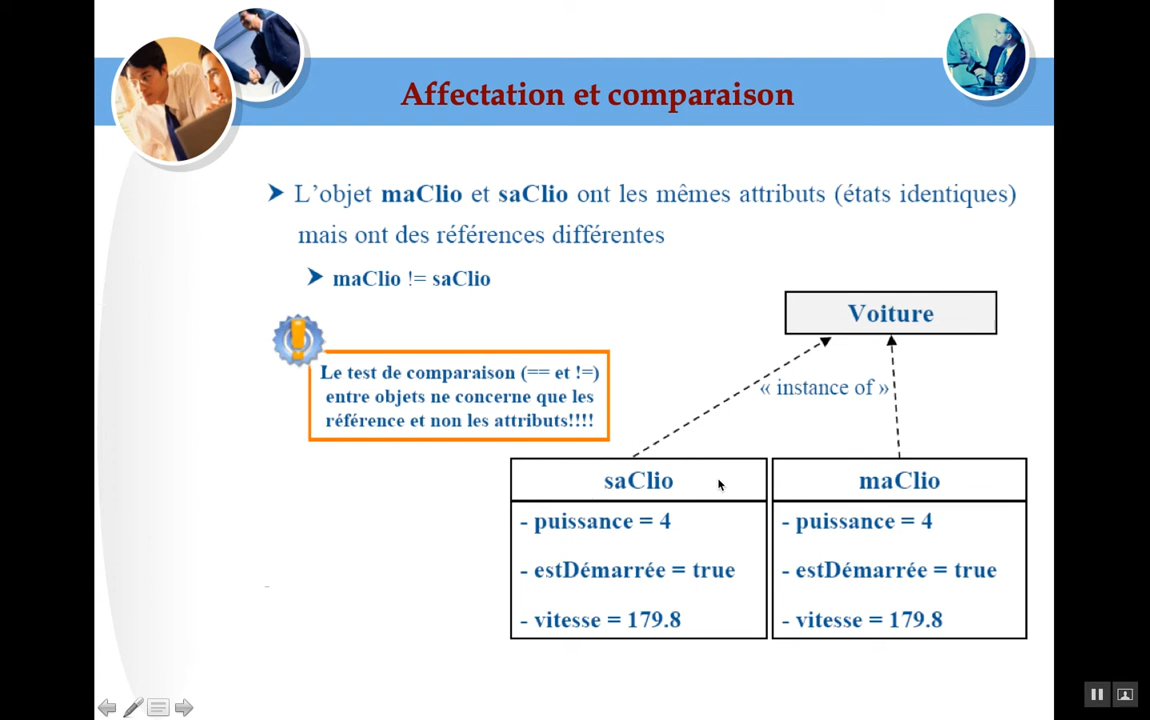 Affectation et comparaison
➤ L’objet maClio et saClio ont les mêmes attributs (états identiques)
mais ont des références différentes
➤ maClio != saClio
Le test de comparaison (== et !=)
entre objets ne concerne que les
référence et non les attributs!!!!
Voiture
« instance of »
saClio
- puissance = 4
- estDémarrée = true
- vitesse = 179.8
maClio
- puissance = 4
- estDémarrée = true
- vitesse = 179.8